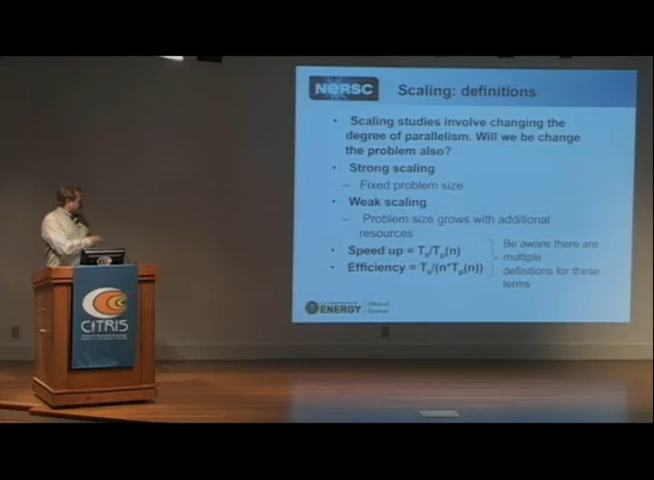 NERSC
Scaling: definitions
• Scaling studies involve changing the
degree of parallelism. Will we be change
the problem also?
• Strong scaling
– Fixed problem size
• Weak scaling
– Problem size grows with additional
resources
• Speed up = Ts/Tp(n)
• Efficiency = Ts/(n*Tp(n))
Be aware there are
multiple
definitions for these
terms
ENERGY
Office of
Science
CITRIS